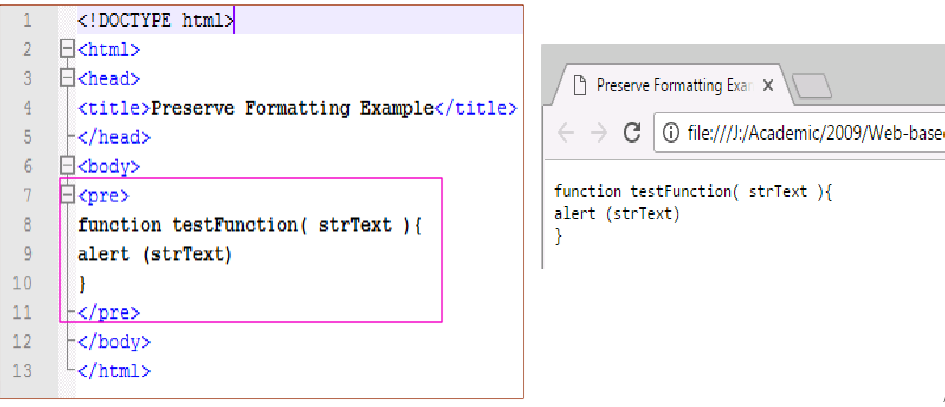 1 <!DOCTYPE html>
2 <html>
3 <head>
4 <title>Preserve Formatting Example</title>
5 </head>
6 <body>
7 <pre>
8 function testFunction( strText ){
9 alert (strText)
10 }
11 </pre>
12 </body>
13 </html>
Preserve Formatting Exar
file:///J:/Academic/2009/Web-base
function testFunction( strText ){
alert (strText)
}